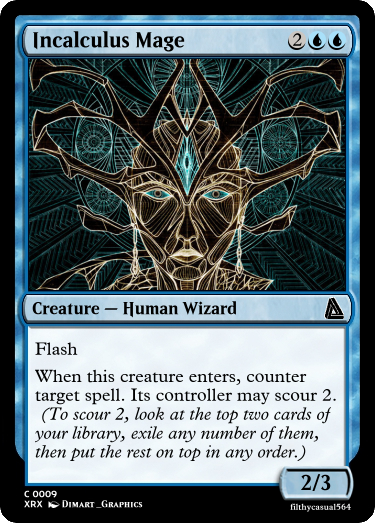 Incalculus Mage 2
Creature — Human Wizard
Flash
When this creature enters, counter
target spell. Its controller may scour 2.
(To scour 2, look at the top two cards of
your library, exile any number of them,
then put the rest on top in any order.)
2/3
C 0009
XRX DIMART_GRAPHICS
filthycasual564